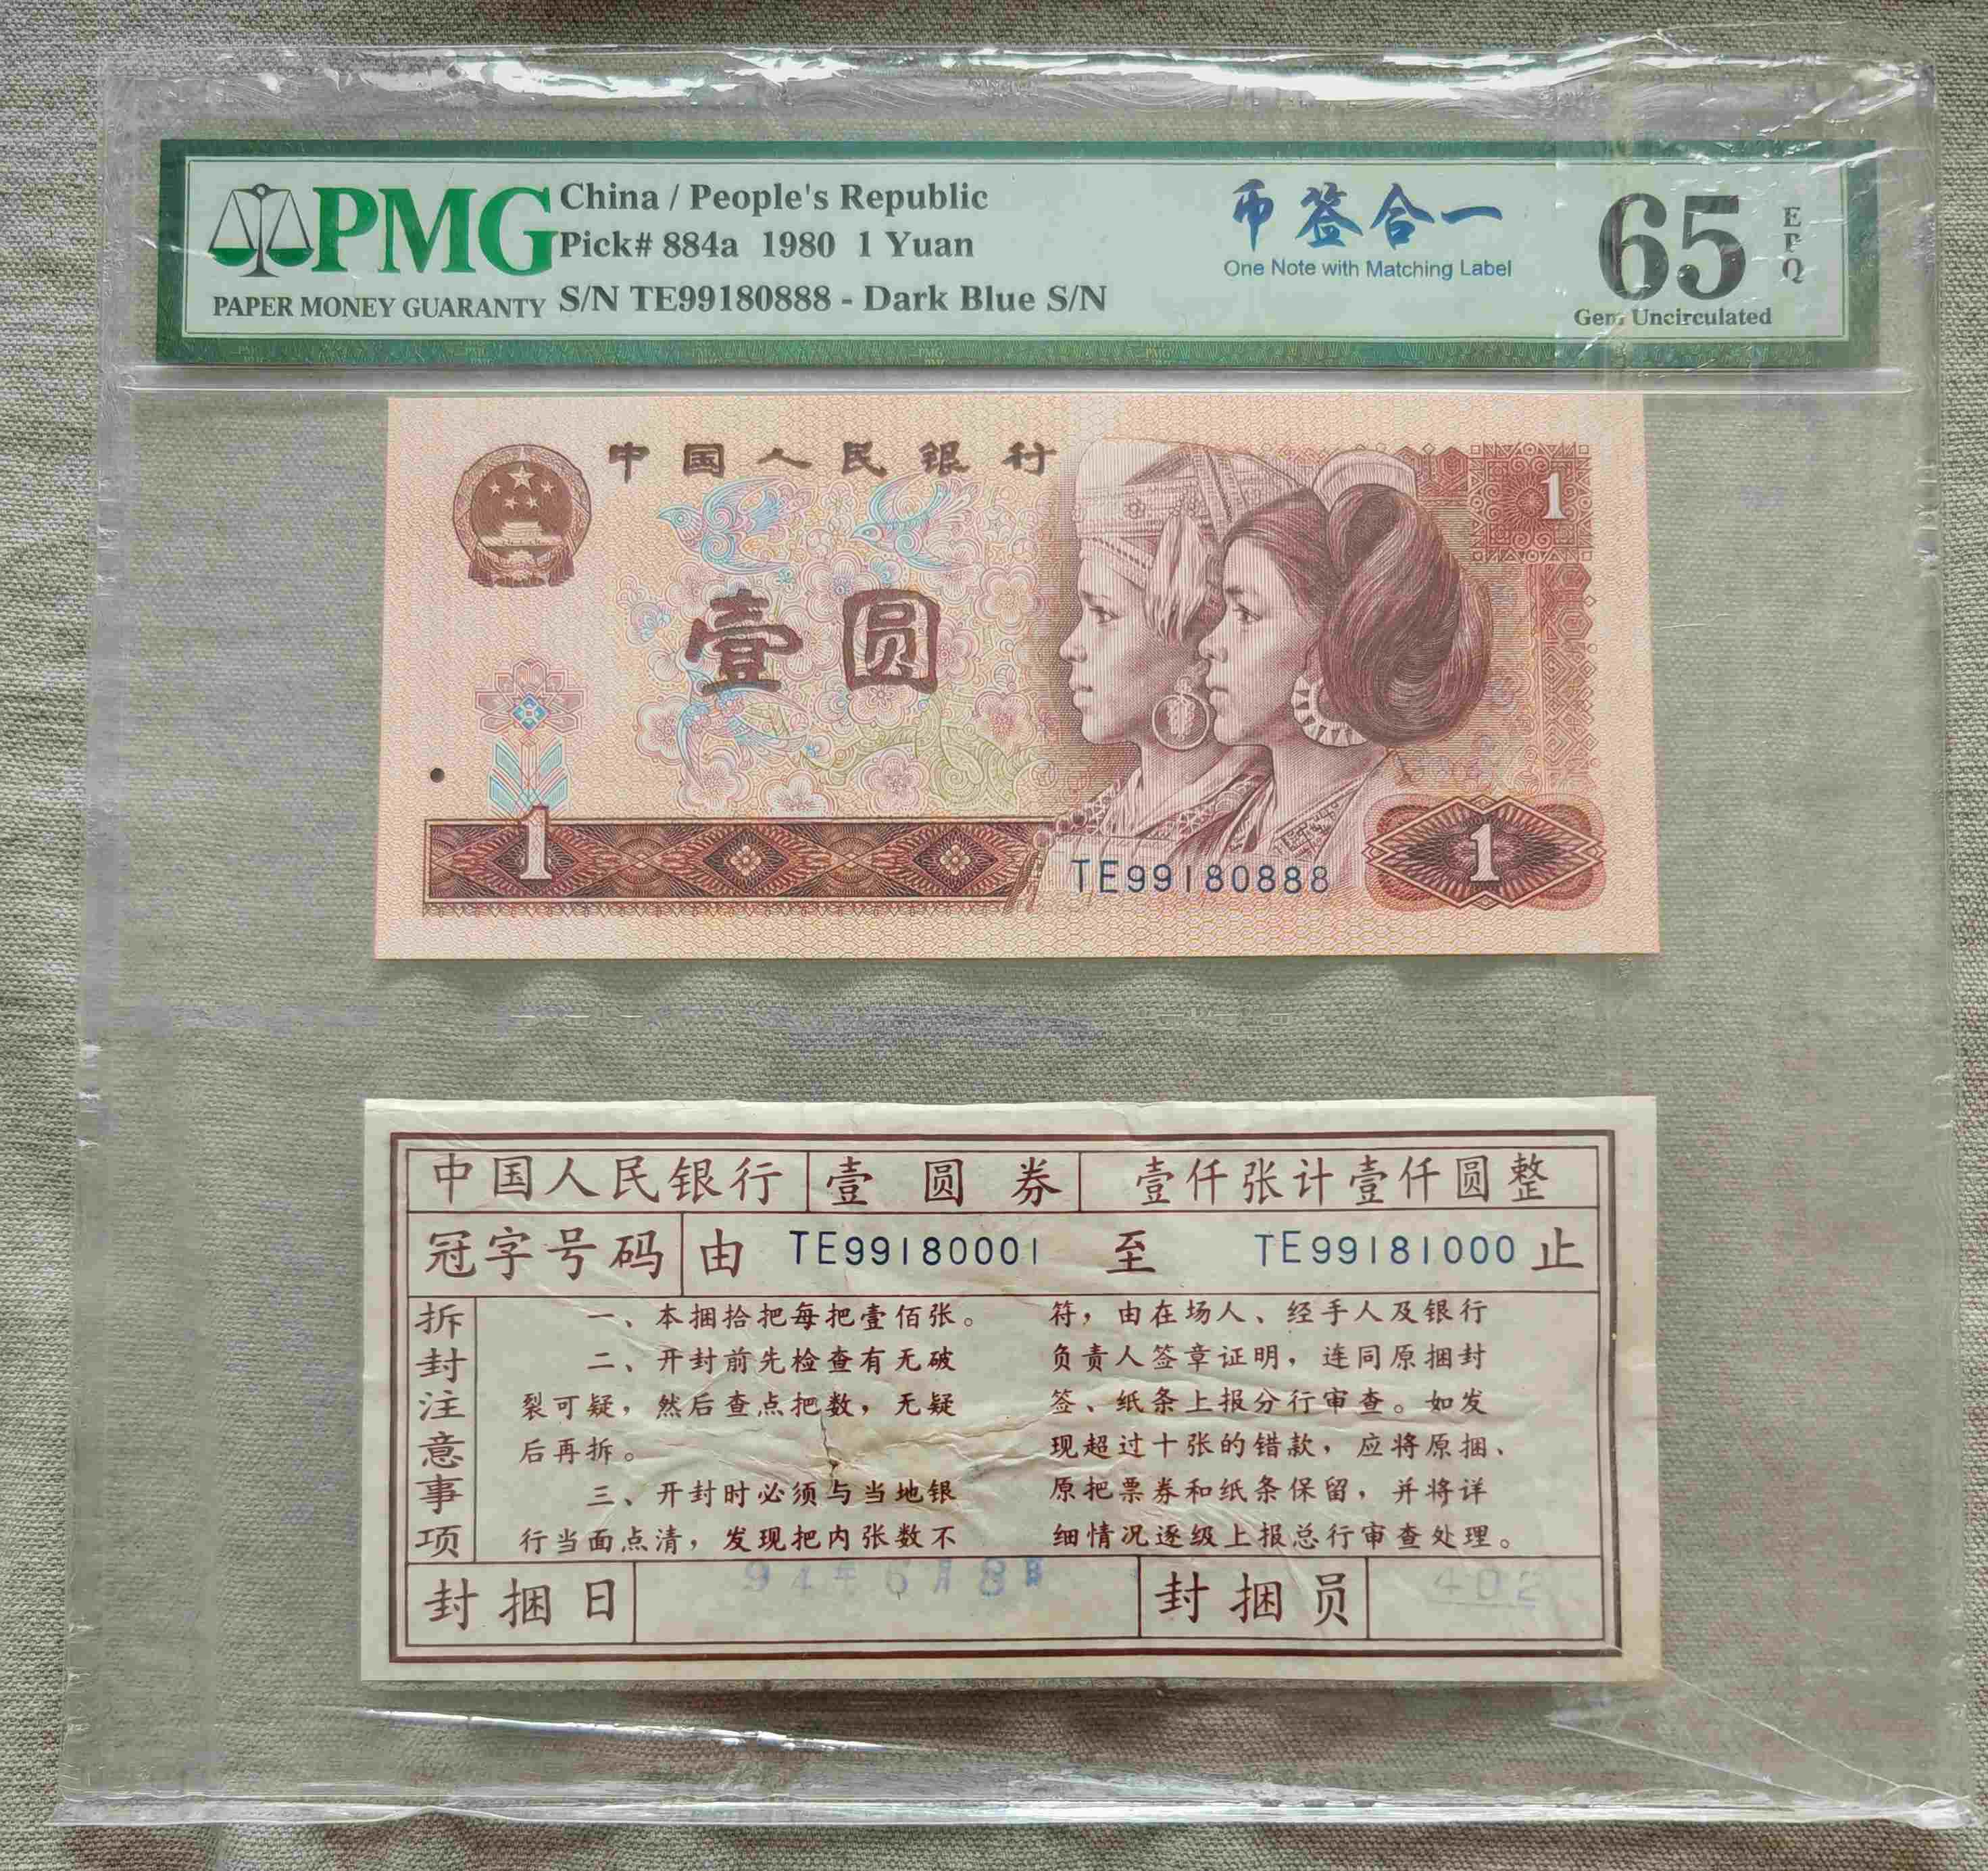 PMG
PAPER MONEY GUARANTY
China / People's Republic
Pick# 884a 1980 1 Yuan
S/N TE99180888 - Dark Blue S/N
币签合一
One Note with Matching Label
65
EPQ
Gem Uncirculated
中国人民银行
1
壹圆
1
TE99180888
1
中国人民银行 壹圆券 壹仟张计壹仟圆整
冠字号码 由 TE99180001 至 TE99181000 止
拆封注意事项
一、本捆拾把每把壹佰张。
二、开封前先检查有无破
裂可疑，然后查点把数，无疑
后再拆。
三、开封时必须与当地银
行当面点清，发现把内张数不
符，由在场人、经手人及银行
负责人签章证明，连同原捆封
签、纸条上报分行审查。如发
现超过十张的错款，应将原捆、
原把票券和纸条保留，并将详
细情况逐级上报总行审查处理。
封捆日 94年6月8日 封捆员 402